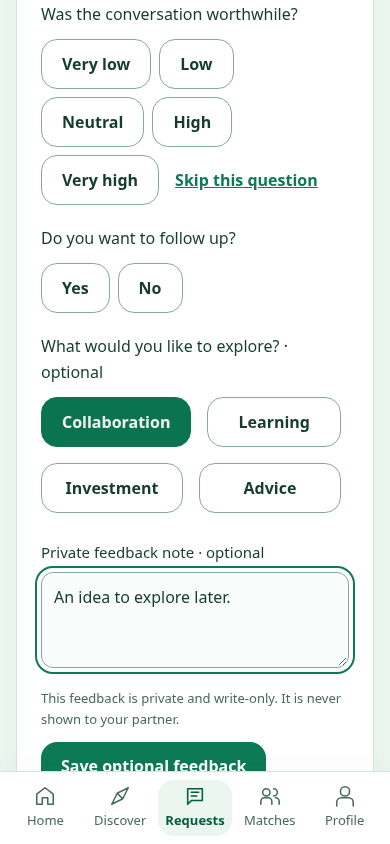 Was the conversation worthwhile?
Very low
Low
Neutral
High
Very high
Skip this question
Do you want to follow up?
Yes
No
What would you like to explore? ·
optional
Collaboration
Learning
Investment
Advice
Private feedback note · optional
An idea to explore later.
This feedback is private and write-only. It is never
shown to your partner.
Save optional feedback
Home
Discover
Requests
Matches
Profile